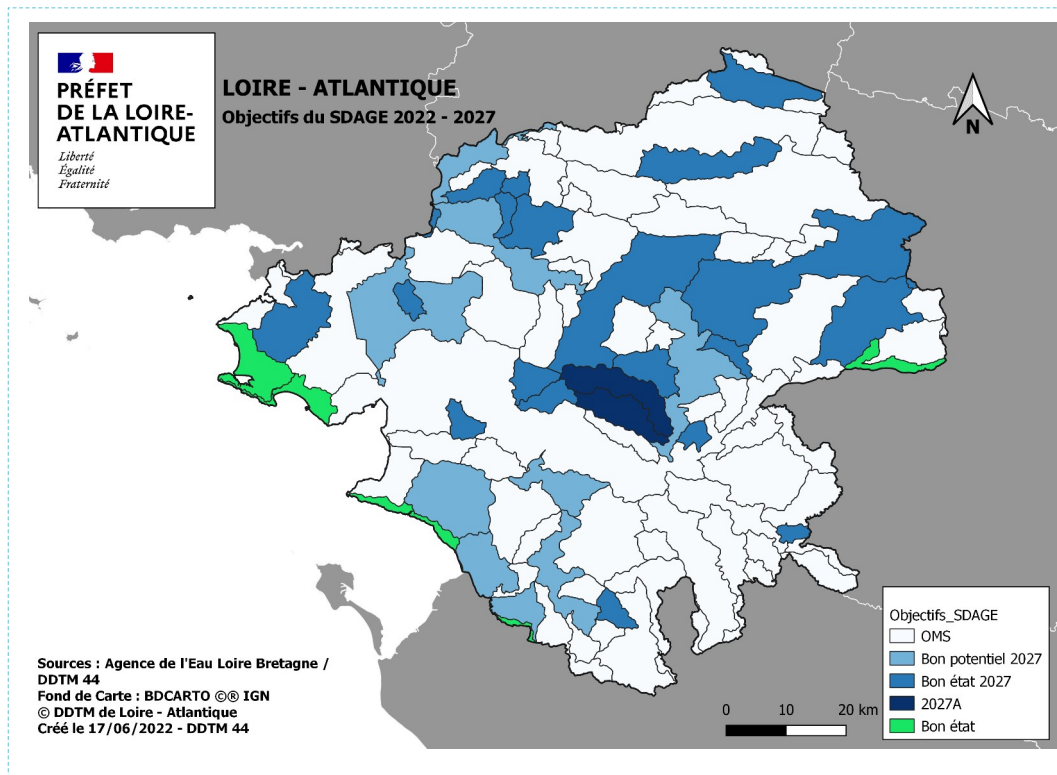 PRÉFET
DE LA LOIRE-
ATLANTIQUE
Liberté
Égalité
Fraternité
LOIRE - ATLANTIQUE
Objectifs du SDAGE 2022 - 2027
N
Objectifs_SDAGE
OMS
Bon potentiel 2027
Bon état 2027
2027A
Bon état
Sources : Agence de l'Eau Loire Bretagne /
DDTM 44
Fond de Carte : BDCARTO ©® IGN
© DDTM de Loire - Atlantique
Créé le 17/06/2022 - DDTM 44
0 10 20 km